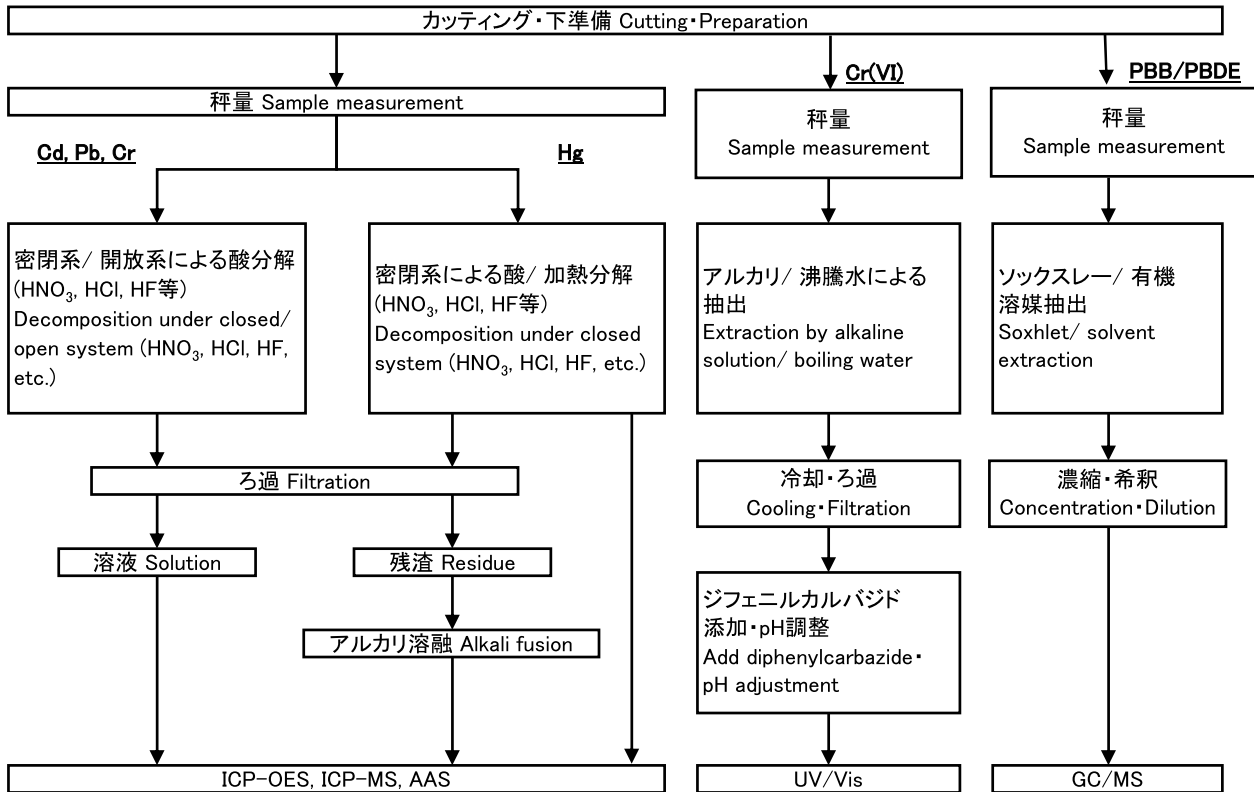 カッティング・下準備 Cutting・Preparation
Cr(VI)
PBB/PBDE
秤量 Sample measurement
秤量
Sample measurement
秤量
Sample measurement
Cd, Pb, Cr
Hg
密閉系/ 開放系による酸分解
(HNO₃, HCl, HF等)
Decomposition under closed/
open system (HNO₃, HCl, HF,
etc.)
密閉系による酸/ 加熱分解
(HNO₃, HCl, HF等)
Decomposition under closed
system (HNO₃, HCl, HF, etc.)
アルカリ/ 沸騰水による
抽出
Extraction by alkaline
solution/ boiling water
ソックスレー/ 有機
溶媒抽出
Soxhlet/ solvent
extraction
ろ過 Filtration
冷却・ろ過
Cooling・Filtration
濃縮・希釈
Concentration・Dilution
溶液 Solution
残渣 Residue
アルカリ溶融 Alkali fusion
ジフェニルカルバジド
添加・pH調整
Add diphenylcarbazide・
pH adjustment
ICP-OES, ICP-MS, AAS
UV/Vis
GC/MS